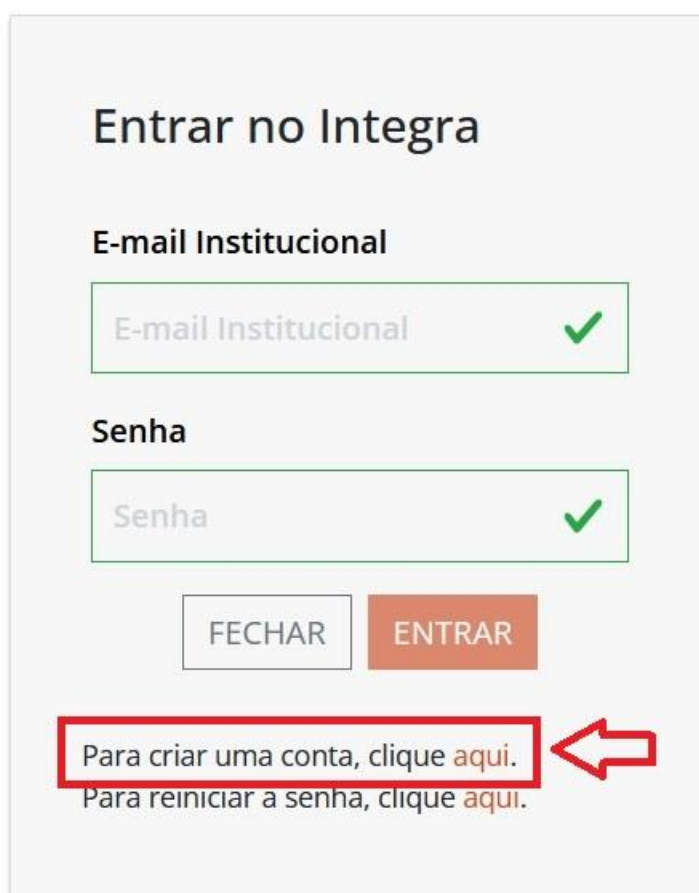 Entrar no Integra
E-mail Institucional
E-mail Institucional
Senha
Senha
FECHAR ENTRAR
Para criar uma conta, clique aqui.
Para reiniciar a senha, clique aqui.